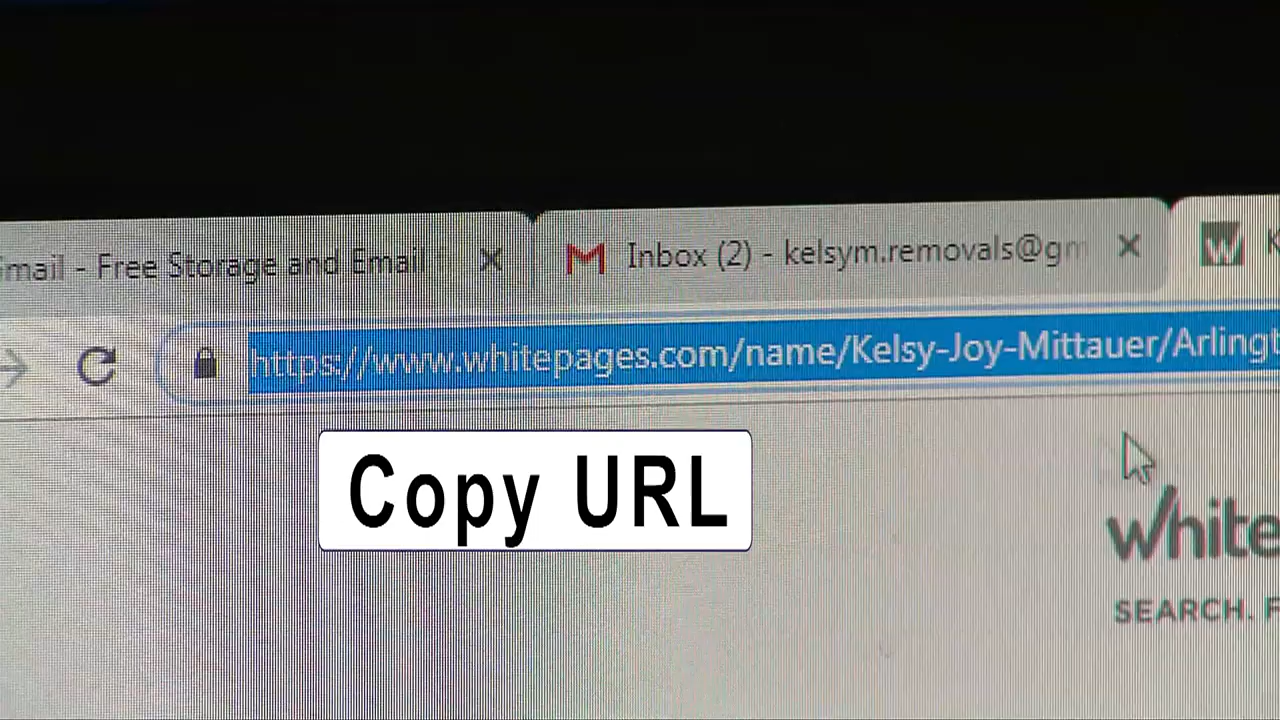 Gmail - Free Storage and Email
Inbox (2) - kelsym.removals@gm
https://www.whitepages.com/name/Kelsy-Joy-Mittauer/Arlingt
Copy URL
white
SEARCH. F